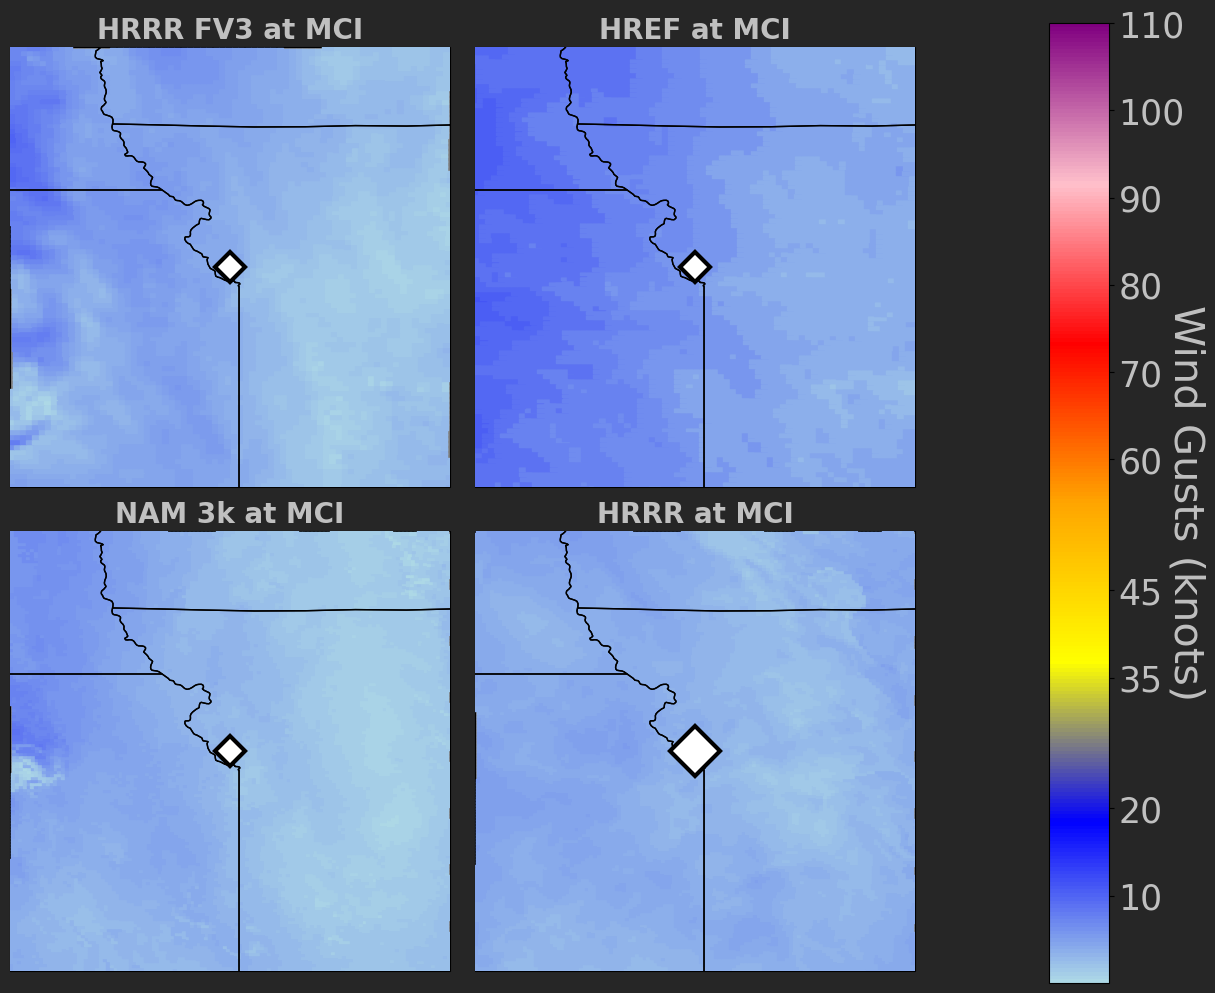 HRRR FV3 at MCI
HREF at MCI
NAM 3k at MCI
HRRR at MCI
110
100
90
80
70
60
45
35
20
10
Wind Gusts (knots)